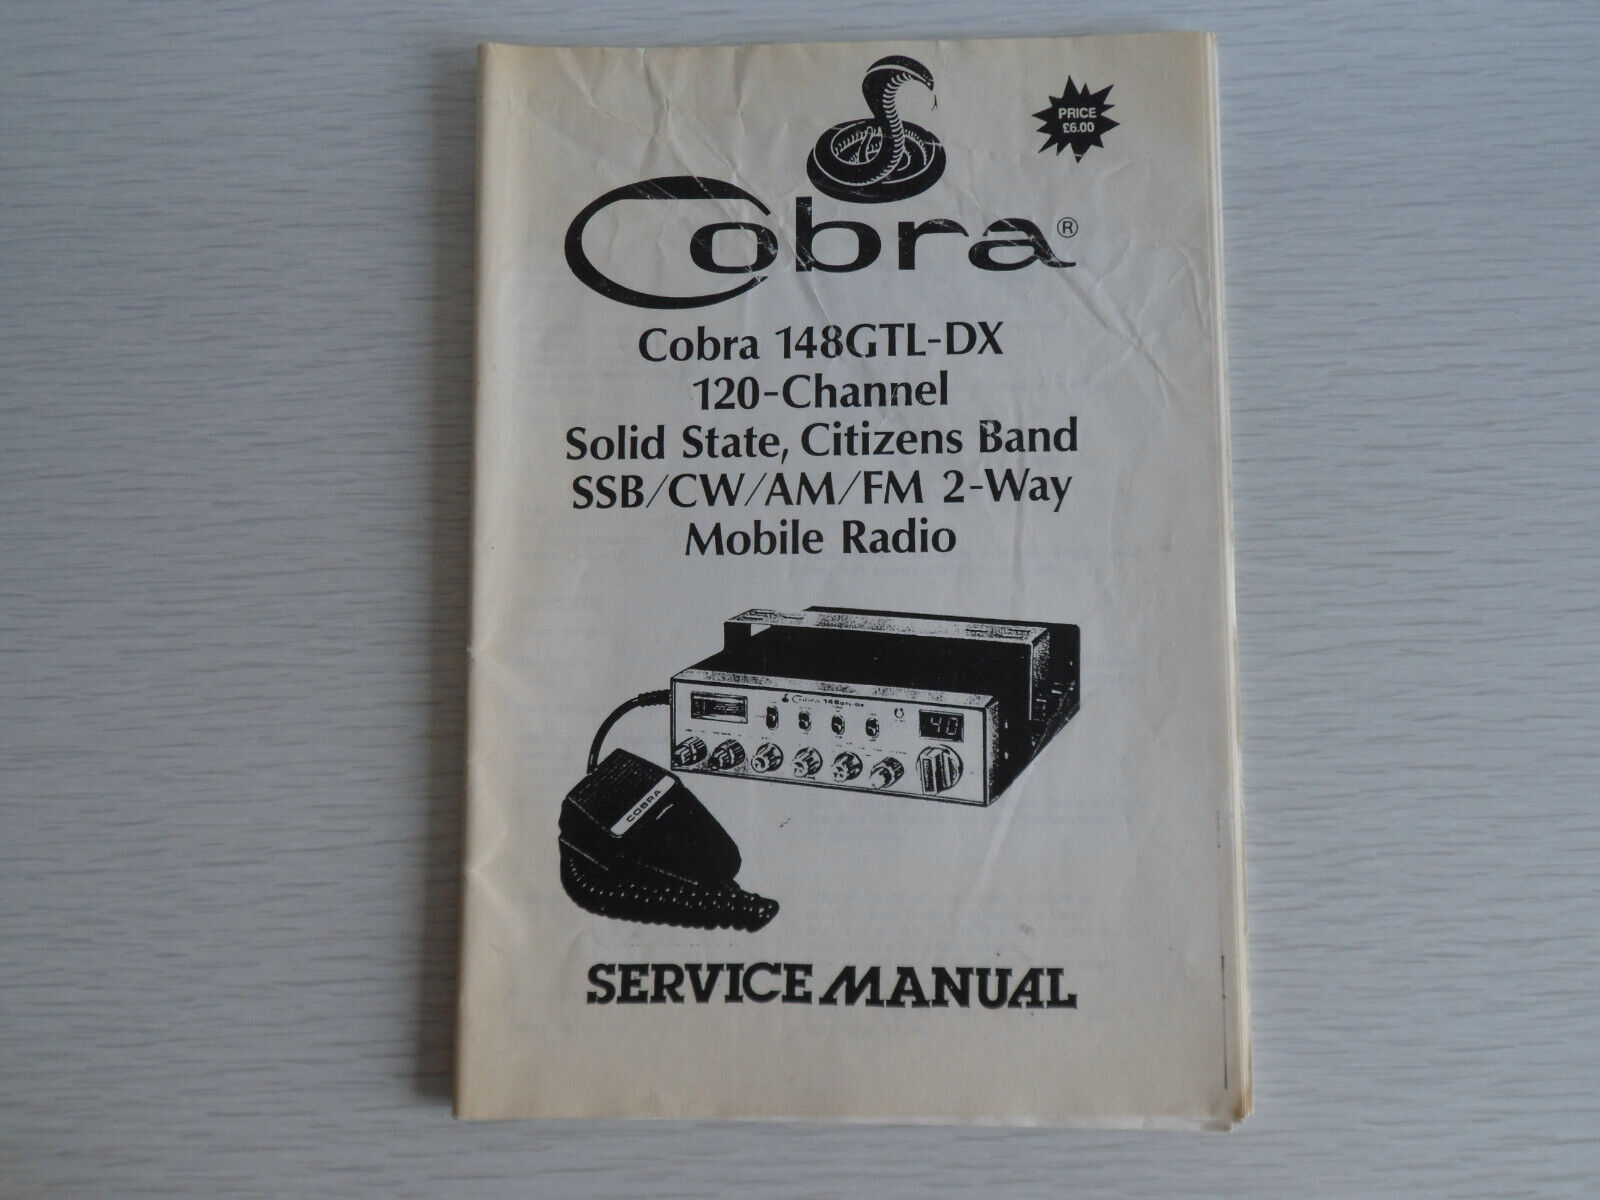 PRICE
£6.00
Cobra®
Cobra 148GTL-DX
120-Channel
Solid State, Citizens Band
SSB/CW/AM/FM 2-Way
Mobile Radio
Cobra 148GTL-DX
40
COBRA
SERVICE MANUAL